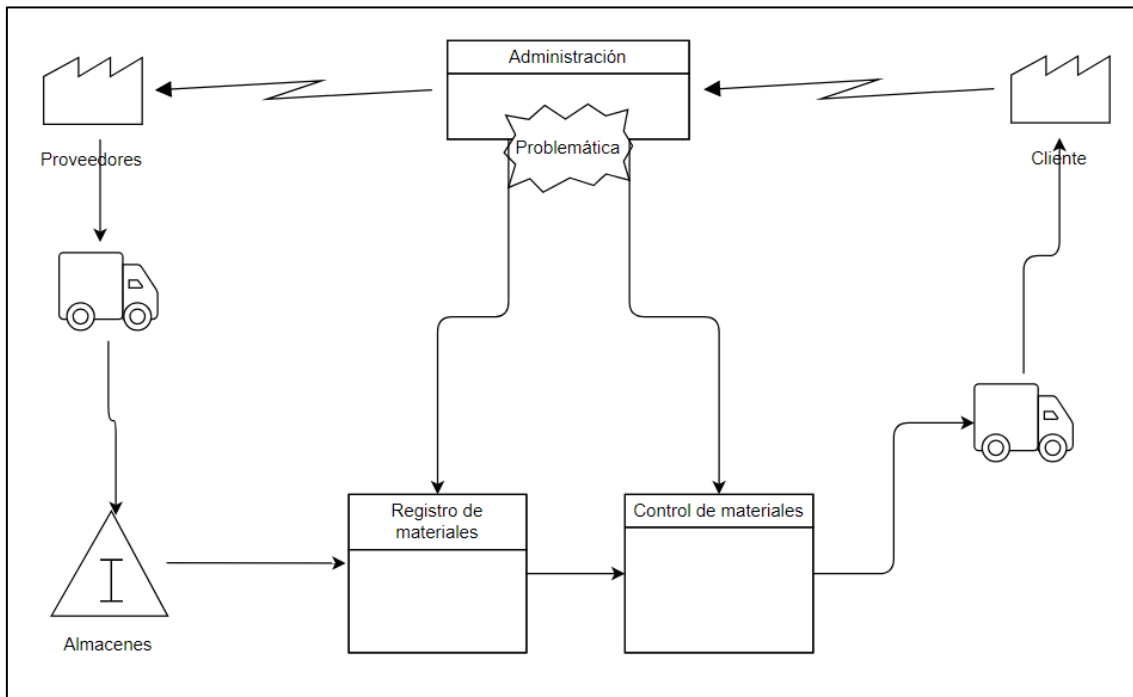 Administración
Problemática
Proveedores
Cliente
Registro de
materiales
Control de materiales
Almacenes